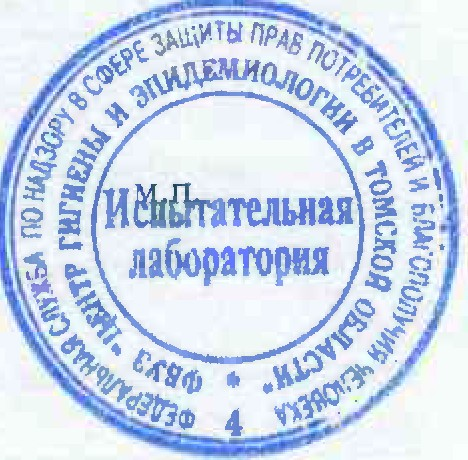 ФЕДЕРАЛЬНАЯ СЛУЖБА ПО НАДЗОРУ В СФЕРЕ ЗАЩИТЫ ПРАВ ПОТРЕБИТЕЛЕЙ И БЛАГОПОЛУЧИЯ ЧЕЛОВЕКА
ФБУЗ "ЦЕНТР ГИГИЕНЫ И ЭПИДЕМИОЛОГИИ В ТОМСКОЙ ОБЛАСТИ" *
М.П.
Испытательная
лаборатория
4